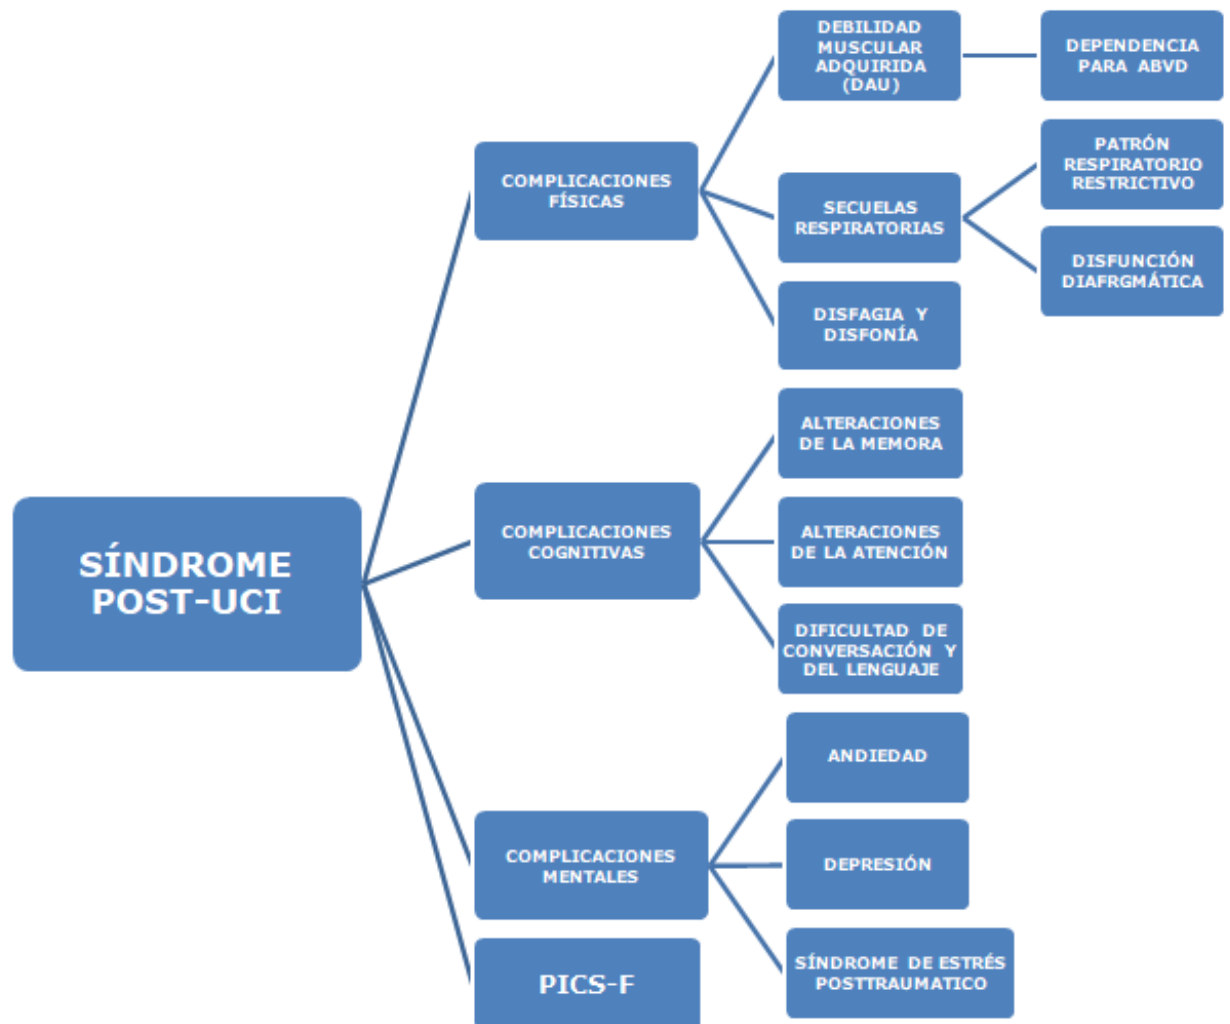 SÍNDROME
POST-UCI
COMPLICACIONES
FÍSICAS
DEBILIDAD
MUSCULAR
ADQUIRIDA
(DAU)
DEPENDENCIA
PARA ABVD
SECUELAS
RESPIRATORIAS
PATRÓN
RESPIRATORIO
RESTRICTIVO
DISFUNCIÓN
DIAFRGMÁTICA
DISFAGIA Y
DISFONÍA
COMPLICACIONES
COGNITIVAS
ALTERACIONES
DE LA MEMORA
ALTERACIONES
DE LA ATENCIÓN
DIFICULTAD DE
CONVERSACIÓN Y
DEL LENGUAJE
COMPLICACIONES
MENTALES
ANDIEDAD
DEPRESIÓN
SÍNDROME DE ESTRÉS
POSTTRAUMATICO
PICS-F